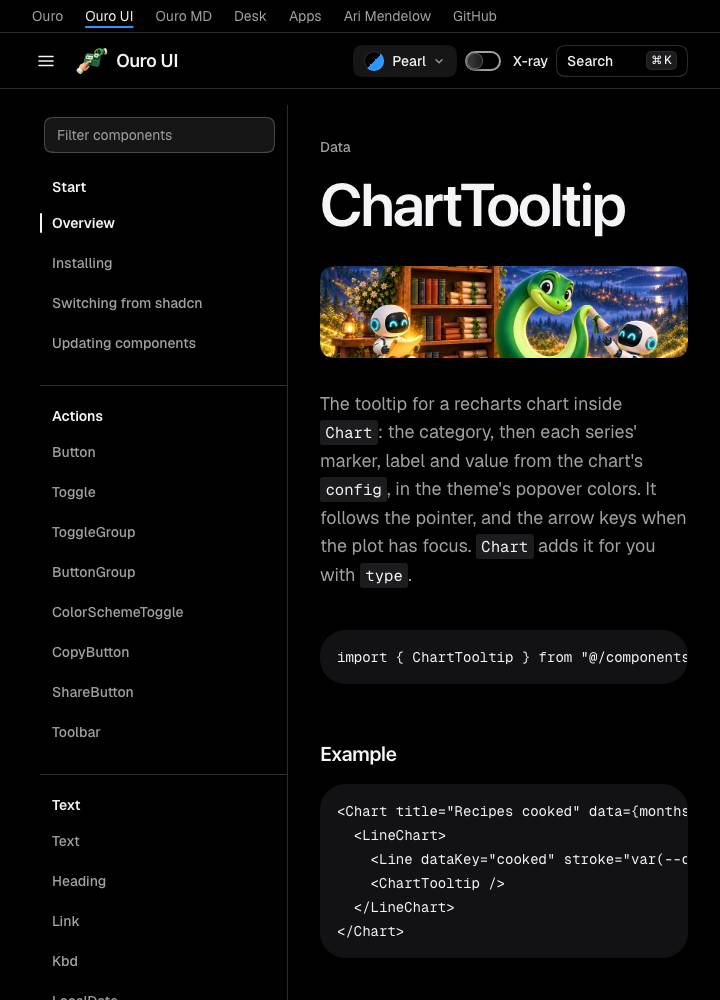 Ouro
Ouro UI
Ouro MD
Desk
Apps
Ari Mendelow
GitHub
Ouro UI
Pearl
X-ray
Search
⌘ K
Filter components
Start
Overview
Installing
Switching from shadcn
Updating components
Actions
Button
Toggle
ToggleGroup
ButtonGroup
ColorSchemeToggle
CopyButton
ShareButton
Toolbar
Text
Text
Heading
Link
Kbd
LocalDate
Data
ChartTooltip
The tooltip for a recharts chart inside
Chart: the category, then each series'
marker, label and value from the chart's
config, in the theme's popover colors. It
follows the pointer, and the arrow keys when
the plot has focus. Chart adds it for you
with type.
import { ChartTooltip } from "@/components
Example
<Chart title="Recipes cooked" data={months
  <LineChart>
    <Line dataKey="cooked" stroke="var(--c
    <ChartTooltip />
  </LineChart>
</Chart>